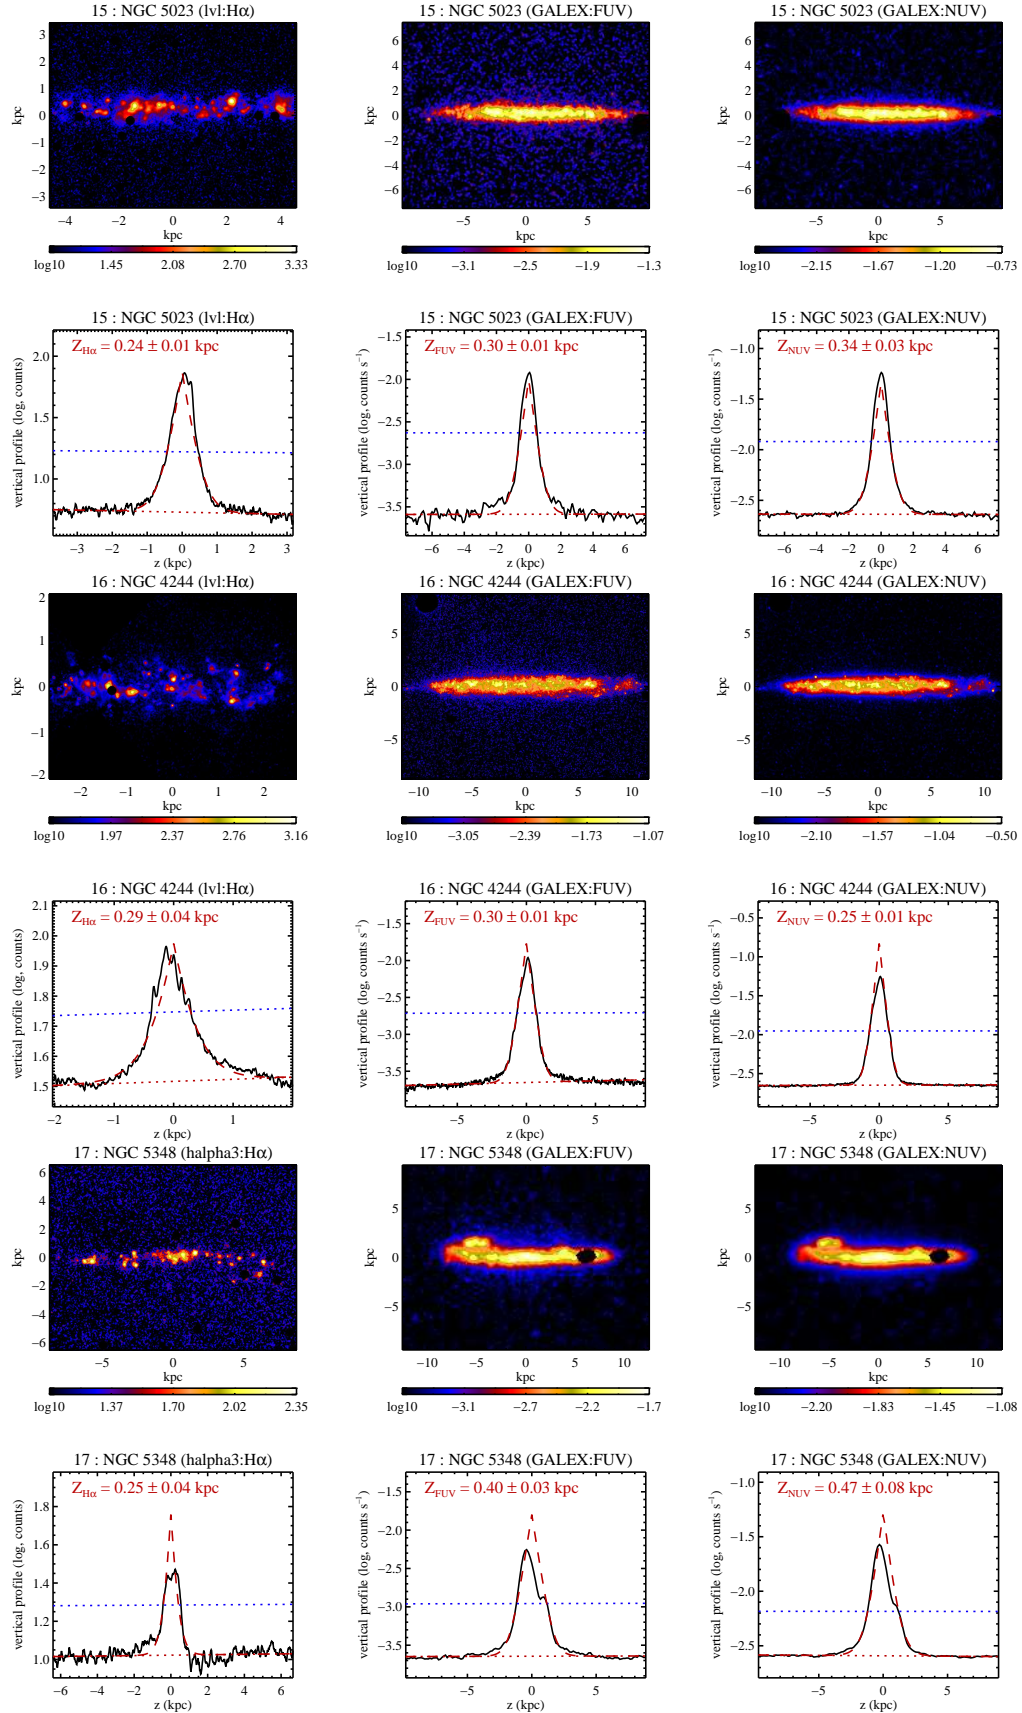 15 : NGC 5023 (lvl:Hα) 15 : NGC 5023 (GALEX:FUV) 15 : NGC 5023 (GALEX:NUV)
3 2 1 0 −1 −2 −3 kpc
−4 −2 0 2 4
kpc
6 4 2 0 −2 −4 −6 kpc
−5 0 5
kpc
6 4 2 0 −2 −4 −6 kpc
−5 0 5
kpc
log10 1.45 2.08 2.70 3.33
log10 −3.1 −2.5 −1.9 −1.3
log10 −2.15 −1.67 −1.20 −0.73
15 : NGC 5023 (lvl:Hα) 15 : NGC 5023 (GALEX:FUV) 15 : NGC 5023 (GALEX:NUV)
Z_Hα = 0.24 ± 0.01 kpc
vertical profile (log, counts)
2.0 1.7 1.3 1.0
−3 −2 −1 0 1 2 3
z (kpc)
Z_FUV = 0.30 ± 0.01 kpc
vertical profile (log, counts s⁻¹)
−1.5 −2.0 −2.5 −3.0 −3.5
−6 −4 −2 0 2 4 6
z (kpc)
Z_NUV = 0.34 ± 0.03 kpc
vertical profile (log, counts s⁻¹)
−1.0 −1.5 −2.0 −2.5
−6 −4 −2 0 2 4 6
z (kpc)
16 : NGC 4244 (lvl:Hα) 16 : NGC 4244 (GALEX:FUV) 16 : NGC 4244 (GALEX:NUV)
2 1 0 −1 −2 kpc
−2 −1 0 1 2
kpc
5 0 −5 kpc
−10 −5 0 5 10
kpc
5 0 −5 kpc
−10 −5 0 5 10
kpc
log10 1.97 2.37 2.76 3.16
log10 −3.05 −2.39 −1.73 −1.07
log10 −2.10 −1.57 −1.04 −0.50
16 : NGC 4244 (lvl:Hα) 16 : NGC 4244 (GALEX:FUV) 16 : NGC 4244 (GALEX:NUV)
Z_Hα = 0.29 ± 0.04 kpc
vertical profile (log, counts)
2.1 2.0 1.9 1.8 1.7 1.6 1.5
−2 −1 0 1
z (kpc)
Z_FUV = 0.30 ± 0.01 kpc
vertical profile (log, counts s⁻¹)
−1.5 −2.0 −2.5 −3.0 −3.5
−5 0 5
z (kpc)
Z_NUV = 0.25 ± 0.01 kpc
vertical profile (log, counts s⁻¹)
−0.5 −1.0 −1.5 −2.0 −2.5
−5 0 5
z (kpc)
17 : NGC 5348 (halpha3:Hα) 17 : NGC 5348 (GALEX:FUV) 17 : NGC 5348 (GALEX:NUV)
6 4 2 0 −2 −4 −6 kpc
−5 0 5
kpc
5 0 −5 kpc
−10 −5 0 5 10
kpc
5 0 −5 kpc
−10 −5 0 5 10
kpc
log10 1.37 1.70 2.02 2.35
log10 −3.1 −2.7 −2.2 −1.7
log10 −2.20 −1.83 −1.45 −1.08
17 : NGC 5348 (halpha3:Hα) 17 : NGC 5348 (GALEX:FUV) 17 : NGC 5348 (GALEX:NUV)
Z_Hα = 0.25 ± 0.04 kpc
vertical profile (log, counts)
1.8 1.6 1.4 1.3 1.1 1.0
−6 −4 −2 0 2 4 6
z (kpc)
Z_FUV = 0.40 ± 0.03 kpc
vertical profile (log, counts s⁻¹)
−1.5 −2.0 −2.5 −3.0 −3.5
−5 0 5
z (kpc)
Z_NUV = 0.47 ± 0.08 kpc
vertical profile (log, counts s⁻¹)
−1.0 −1.5 −2.0 −2.5
−5 0 5
z (kpc)